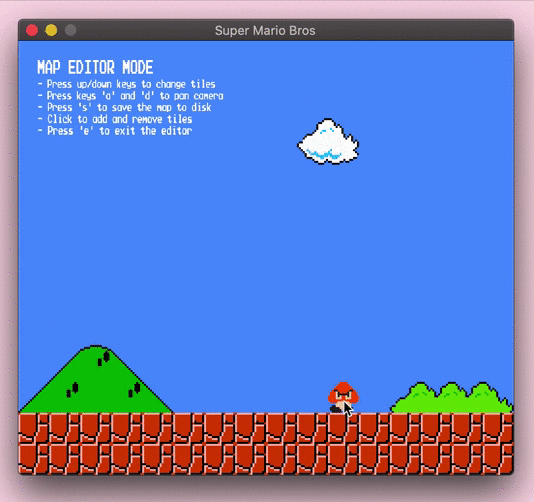 Super Mario Bros
MAP EDITOR MODE
- Press up/down keys to change tiles
- Press keys 'a' and 'd' to pan camera
- Press 's' to save the map to disk
- Click to add and remove tiles
- Press 'e' to exit the editor